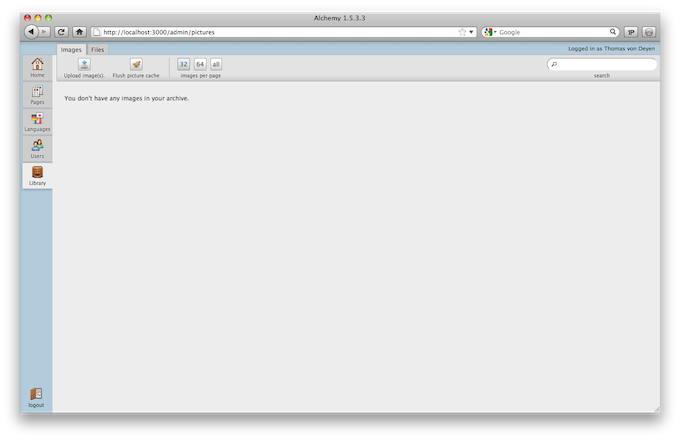 Alchemy 1.5.3.3
http://localhost:3000/admin/pictures
Google
Images
Files
Logged in as Thomas von Deyen
Home
Pages
Languages
Users
Library
logout
Upload image(s).
Flush picture cache
32
64
all
images per page
search
You don't have any images in your archive.